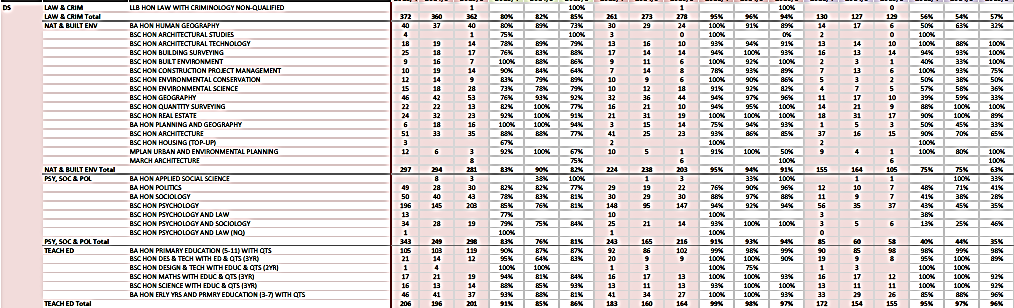 DS LAW & CRIM LLB HON LAW WITH CRIMINOLOGY NON-QUALIFIED 1 100% 1 100% 0
LAW & CRIM Total 372 360 362 80% 82% 85% 261 273 278 95% 96% 94% 130 127 129 56% 54% 57%
NAT & BUILT ENV BA HON HUMAN GEOGRAPHY 40 37 40 80% 89% 73% 30 29 24 100% 91% 89% 14 17 6 50% 63% 32%
BSC HON ARCHITECTURAL STUDIES 4 1 75% 100% 3 0 100% 0% 2 0 100%
BSC HON ARCHITECTURAL TECHNOLOGY 18 19 14 78% 89% 79% 13 16 10 93% 94% 91% 13 14 10 100% 88% 100%
BSC HON BUILDING SURVEYING 25 18 17 76% 83% 88% 14 14 14 94% 100% 93% 16 13 14 94% 93% 100%
BSC HON BUILT ENVIRONMENT 9 16 7 100% 88% 86% 9 11 6 100% 92% 100% 2 3 1 40% 33% 100%
BSC HON CONSTRUCTION PROJECT MANAGEMENT 10 19 14 90% 84% 64% 7 14 8 78% 93% 89% 7 13 6 100% 93% 75%
BSC HON ENVIRONMENTAL CONSERVATION 12 14 9 83% 79% 89% 10 9 6 100% 90% 86% 5 3 2 50% 38% 50%
BSC HON ENVIRONMENTAL SCIENCE 15 18 28 73% 78% 79% 10 12 18 91% 92% 82% 4 7 5 57% 58% 36%
BSC HON GEOGRAPHY 46 42 53 76% 93% 92% 32 36 44 94% 97% 96% 11 17 10 39% 59% 33%
BSC HON QUANTITY SURVEYING 22 22 13 82% 100% 77% 16 21 10 94% 95% 100% 14 21 9 88% 100% 100%
BSC HON REAL ESTATE 24 32 23 92% 100% 91% 21 31 19 100% 100% 100% 18 31 17 90% 100% 89%
BA HON PLANNING AND GEOGRAPHY 6 18 16 100% 100% 94% 3 15 14 75% 94% 93% 1 5 3 50% 45% 33%
BSC HON ARCHITECTURE 51 33 35 88% 88% 77% 41 25 23 93% 86% 85% 37 16 15 90% 70% 65%
BSC HON HOUSING (TOP-UP) 3 67% 2 100% 2 100%
MPLAN URBAN AND ENVIRONMENTAL PLANNING 12 6 3 92% 100% 67% 10 5 1 91% 100% 50% 9 4 1 100% 80% 100%
MARCH ARCHITECTURE 8 75% 6 100% 6 100%
NAT & BUILT ENV Total 297 294 281 83% 90% 82% 224 238 203 95% 94% 91% 155 164 105 75% 75% 63%
PSY, SOC & POL BA HON APPLIED SOCIAL SCIENCE 8 3 38% 100% 1 3 33% 100% 1 1 100% 33%
BA HON POLITICS 49 28 30 82% 82% 77% 29 19 22 76% 90% 96% 12 10 7 48% 71% 41%
BA HON SOCIOLOGY 50 40 43 78% 83% 81% 30 29 30 88% 97% 88% 11 9 7 41% 38% 28%
BSC HON PSYCHOLOGY 196 145 203 85% 76% 81% 148 95 147 94% 92% 94% 56 35 37 43% 45% 35%
BSC HON PSYCHOLOGY AND LAW 13 77% 10 100% 3 38%
BSC HON PSYCHOLOGY AND SOCIOLOGY 34 28 19 79% 75% 84% 25 21 14 93% 100% 100% 3 5 6 13% 25% 46%
BSC HON PSYCHOLOGY AND LAW (NQ) 1 100% 1 100% 0
PSY, SOC & POL Total 343 249 298 83% 76% 81% 243 165 216 91% 93% 94% 85 60 58 40% 44% 35%
TEACH ED BA HON PRIMARY EDUCATION (5-11) WITH QTS 105 103 119 90% 87% 87% 92 86 102 99% 98% 99% 90 85 98 98% 99% 98%
BSC HON DES & TECH WITH ED & QTS (3YR) 21 14 12 95% 64% 83% 20 9 9 100% 100% 90% 19 9 8 95% 100% 89%
BSC HON DESIGN & TECH WITH EDUC & QTS (2YR) 1 4 100% 100% 1 3 100% 75% 1 3 100% 100%
BSC HON MATHS WITH EDUC & QTS (3YR) 17 21 19 94% 81% 84% 16 17 13 100% 100% 93% 16 17 12 100% 100% 92%
BSC HON SCIENCE WITH EDUC & QTS (3YR) 16 13 14 88% 85% 93% 13 11 13 93% 100% 100% 13 11 11 100% 100% 92%
BA HON ERLY YRS AND PRMRY EDUCATION (3-7) WITH QTS 46 41 37 93% 88% 81% 41 34 27 100% 100% 93% 33 29 26 85% 88% 96%
TEACH ED Total 206 196 201 91% 85% 86% 183 160 164 99% 98% 97% 172 154 155 95% 97% 96%